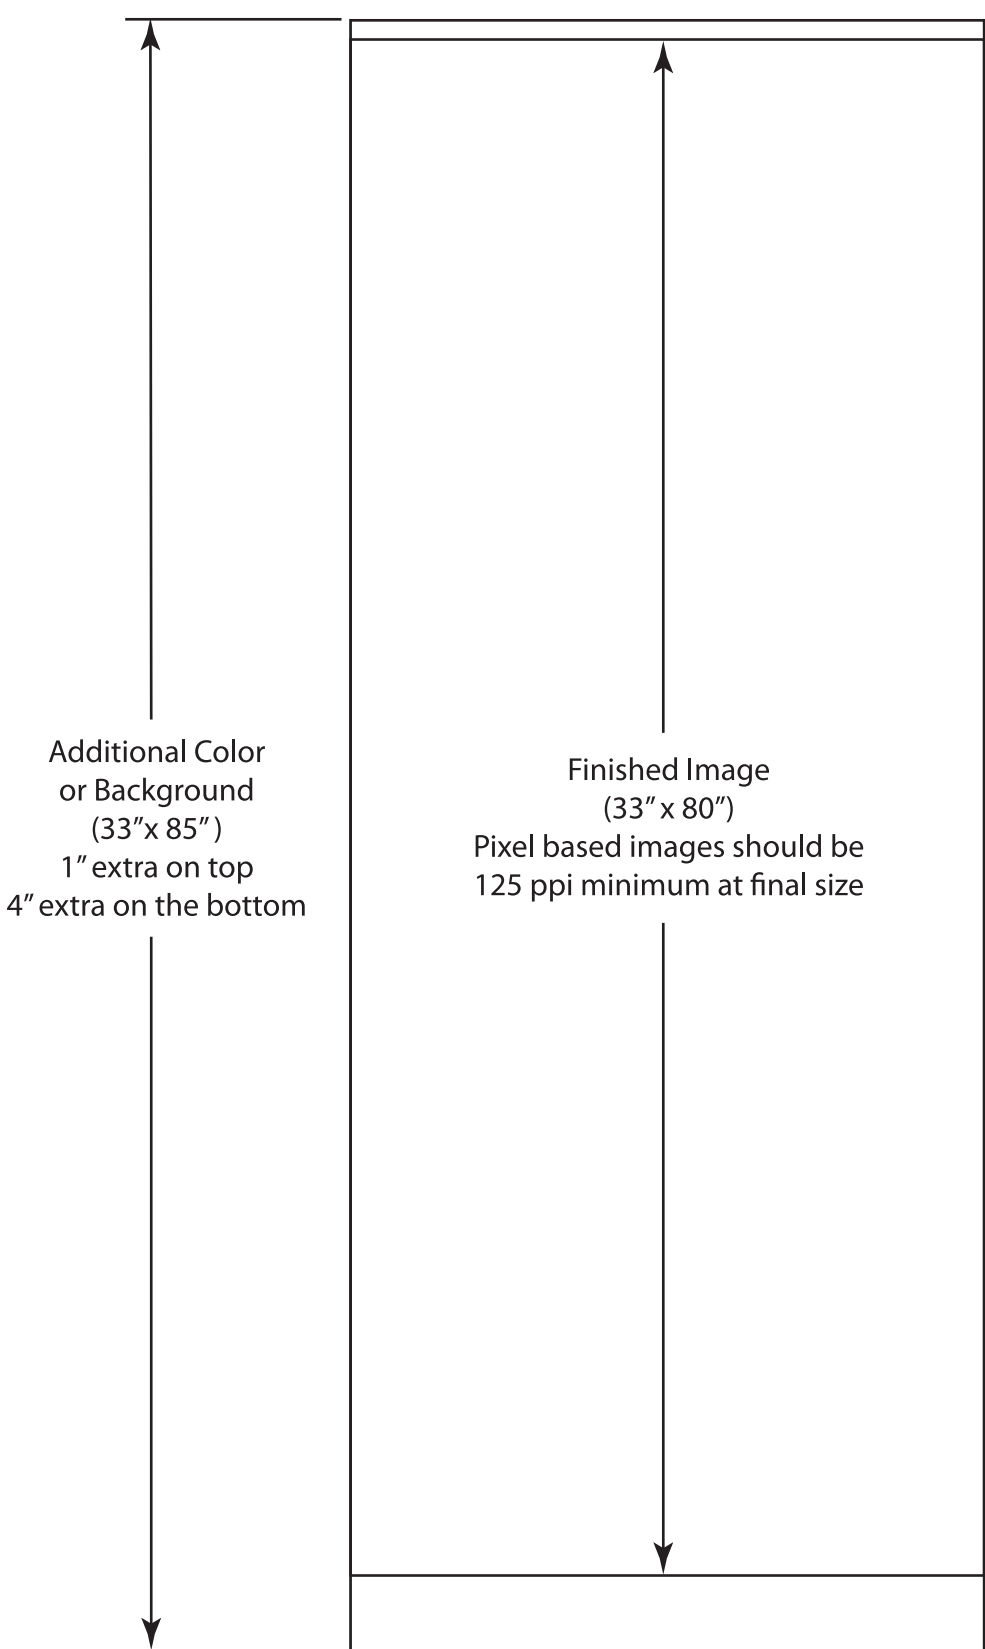 Additional Color
or Background
(33”x 85”)
1” extra on top
4” extra on the bottom
Finished Image
(33” x 80”)
Pixel based images should be
125 ppi minimum at final size